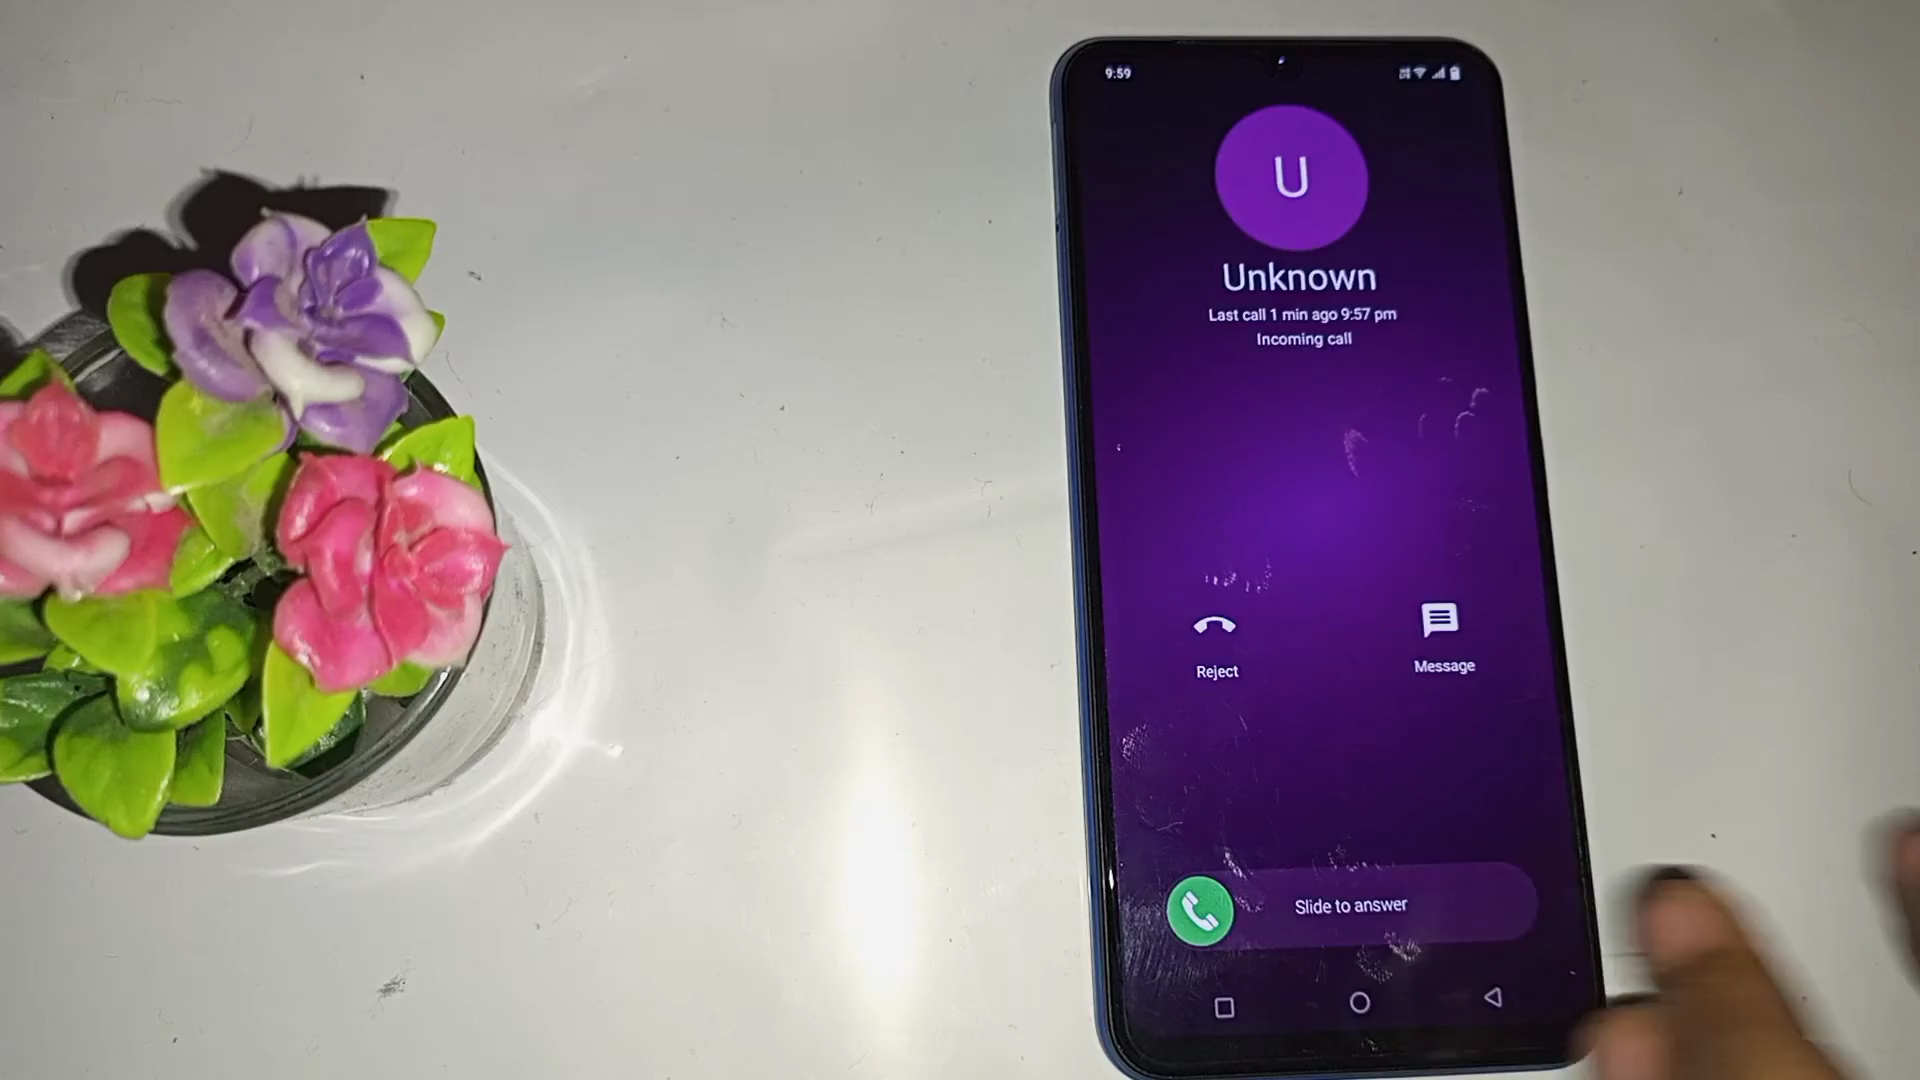 9:59
U
Unknown
Last call 1 min ago 9:57 pm
Incoming call
Reject
Message
Slide to answer